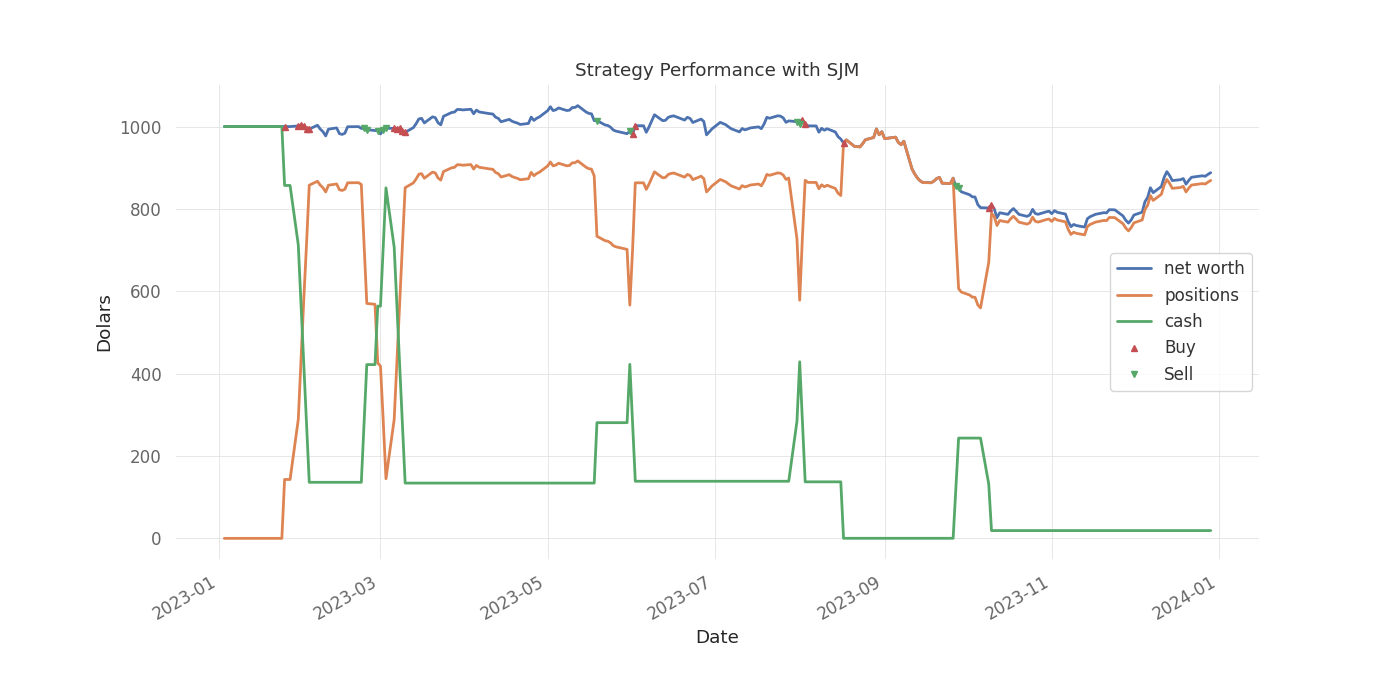 Strategy Performance with SJM
Dolars
1000
800
600
400
200
0
net worth
positions
cash
Buy
Sell
2023-01
2023-03
2023-05
2023-07
2023-09
2023-11
2024-01
Date